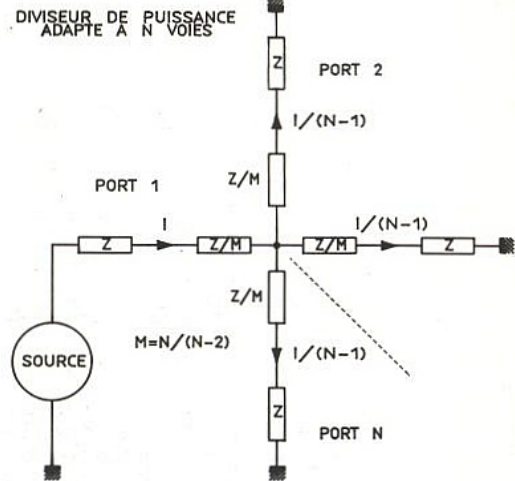 DIVISEUR DE PUISSANCE
ADAPTE A N VOIES
Z
PORT 2
I/(N-1)
Z/M
PORT 1
I
I/(N-1)
Z
Z/M
Z/M
Z
Z/M
M=N/(N-2)
I/(N-1)
SOURCE
Z
PORT N